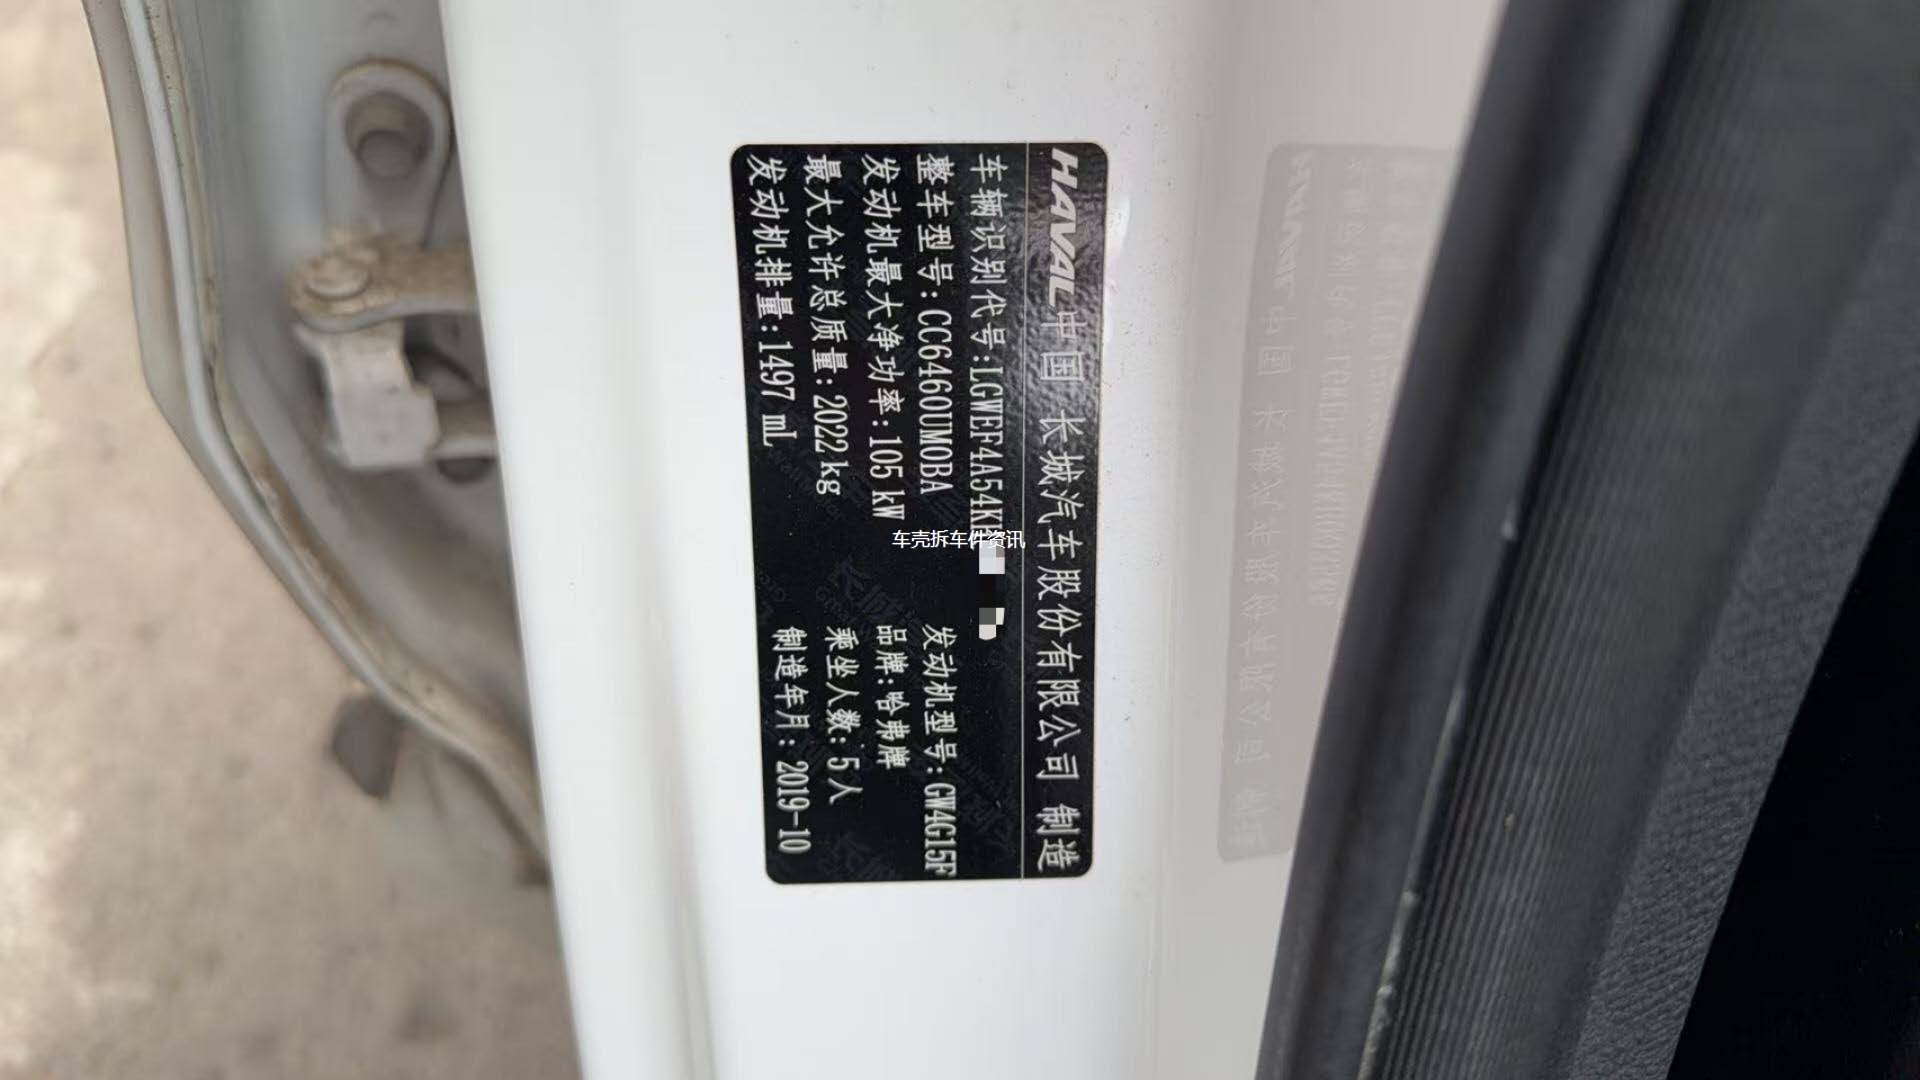 HAVAL 中国 长城汽车股份有限公司 制造
车辆识别代号:LGWEF4A54K
整车型号:CC6460UM0BA 发动机型号:GW4G15F
发动机最大净功率:105kW 品牌:哈弗牌
最大允许总质量:2022kg 乘坐人数:5人
发动机排量:1497 mL 制造年月:2019-10
车壳拆车件资讯